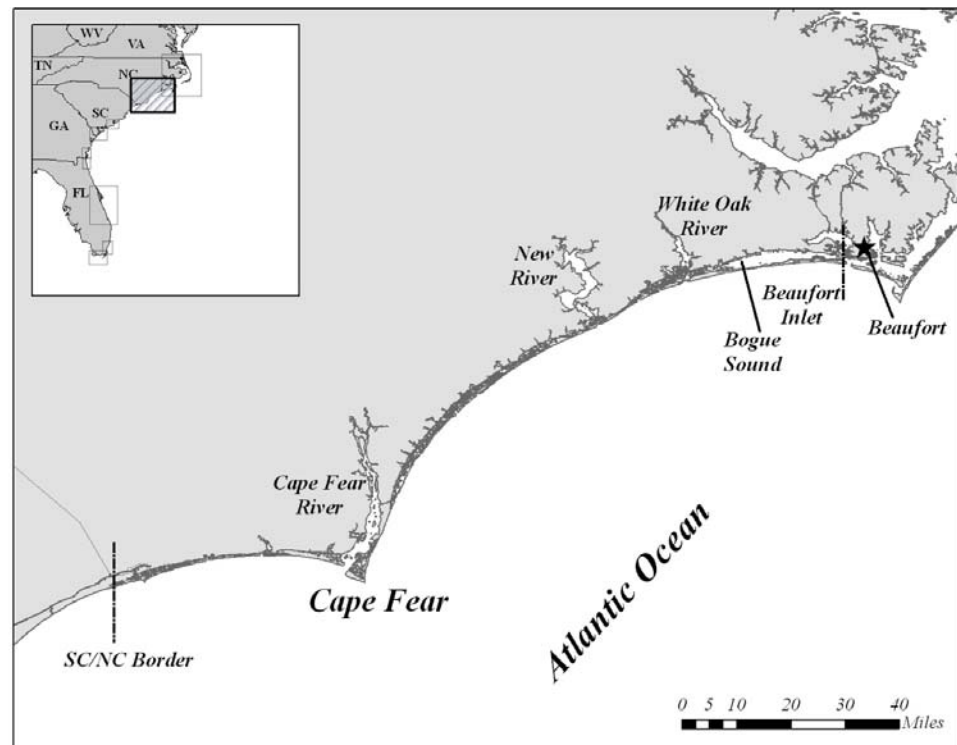 WV
VA
TN
NC
SC
GA
FL
White Oak
River
New
River
Beaufort
Inlet
Beaufort
Bogue
Sound
Cape Fear
River
Cape Fear
Atlantic Ocean
SC/NC Border
0 5 10 20 30 40
Miles